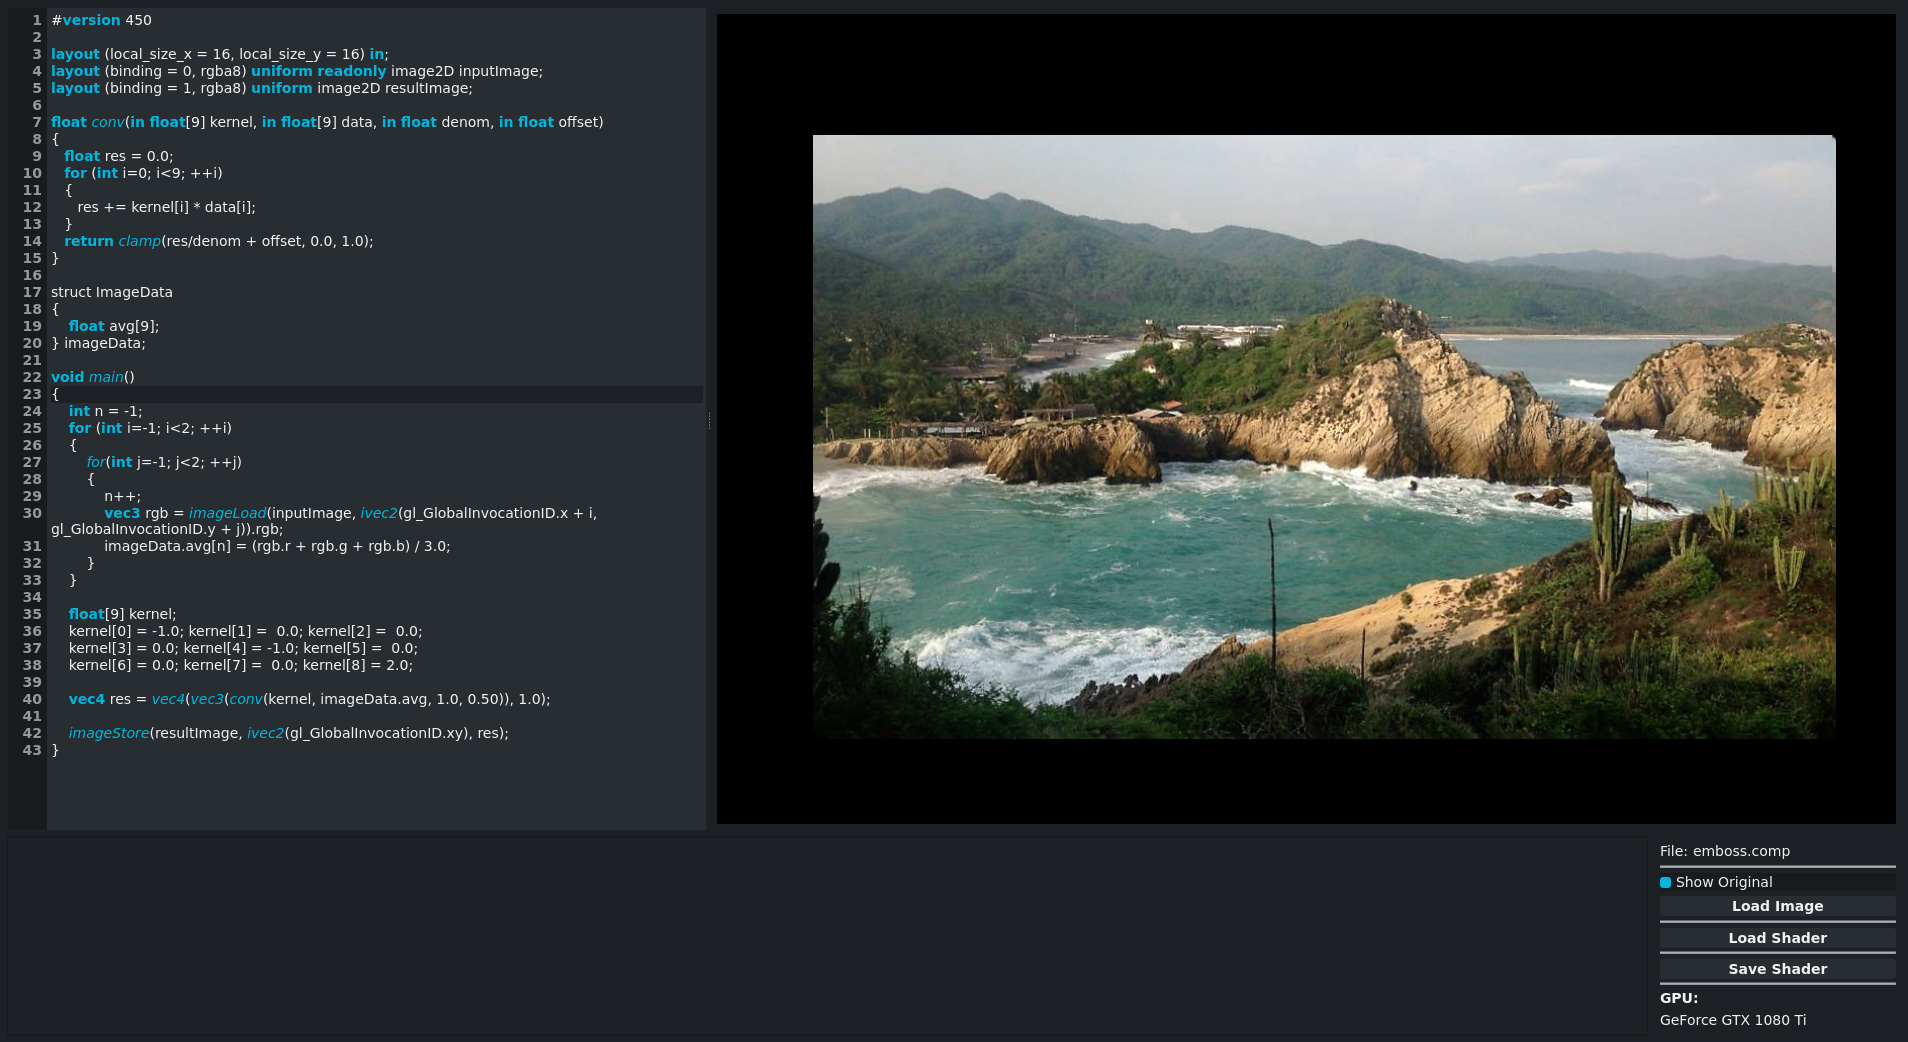 1 #version 450
2
3 layout (local_size_x = 16, local_size_y = 16) in;
4 layout (binding = 0, rgba8) uniform readonly image2D inputImage;
5 layout (binding = 1, rgba8) uniform image2D resultImage;
6
7 float conv(in float[9] kernel, in float[9] data, in float denom, in float offset)
8 {
9    float res = 0.0;
10    for (int i=0; i<9; ++i)
11    {
12       res += kernel[i] * data[i];
13    }
14    return clamp(res/denom + offset, 0.0, 1.0);
15 }
16
17 struct ImageData
18 {
19     float avg[9];
20 } imageData;
21
22 void main()
23 {
24     int n = -1;
25     for (int i=-1; i<2; ++i)
26     {
27         for(int j=-1; j<2; ++j)
28         {
29             n++;
30             vec3 rgb = imageLoad(inputImage, ivec2(gl_GlobalInvocationID.x + i,
gl_GlobalInvocationID.y + j)).rgb;
31             imageData.avg[n] = (rgb.r + rgb.g + rgb.b) / 3.0;
32         }
33     }
34
35     float[9] kernel;
36     kernel[0] = -1.0; kernel[1] =  0.0; kernel[2] =  0.0;
37     kernel[3] = 0.0; kernel[4] = -1.0; kernel[5] =  0.0;
38     kernel[6] = 0.0; kernel[7] =  0.0; kernel[8] = 2.0;
39
40     vec4 res = vec4(vec3(conv(kernel, imageData.avg, 1.0, 0.50)), 1.0);
41
42     imageStore(resultImage, ivec2(gl_GlobalInvocationID.xy), res);
43 }
File: emboss.comp
Show Original
Load Image
Load Shader
Save Shader
GPU:
GeForce GTX 1080 Ti